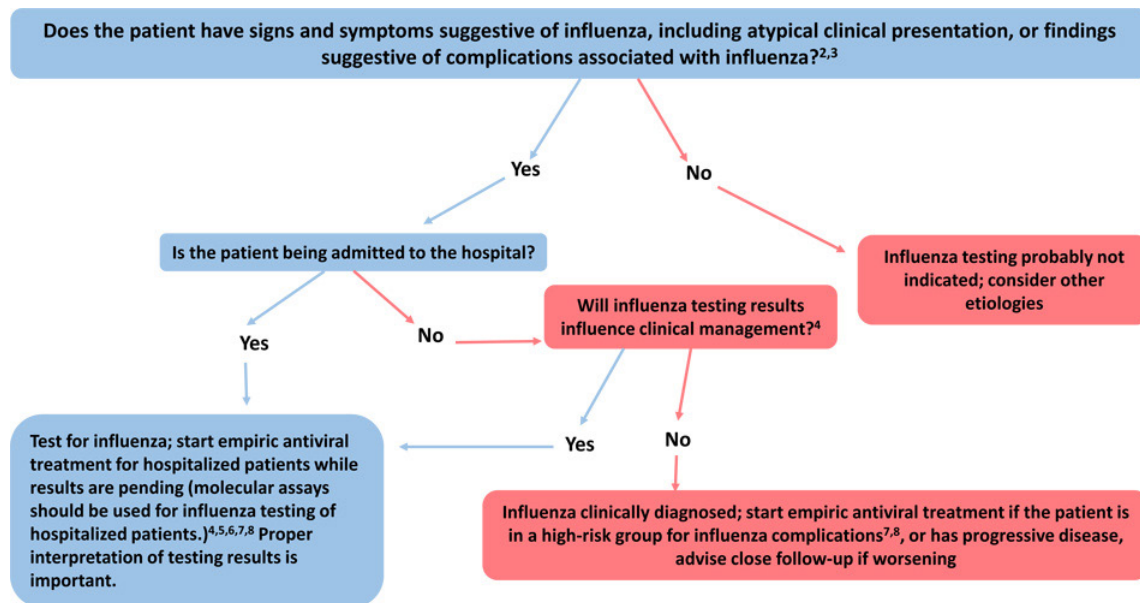 Does the patient have signs and symptoms suggestive of influenza, including atypical clinical presentation, or findings
suggestive of complications associated with influenza?2,3
Yes
No
Is the patient being admitted to the hospital?
Influenza testing probably not
indicated; consider other
etiologies
Yes
No
Will influenza testing results
influence clinical management?4
Yes
No
Test for influenza; start empiric antiviral
treatment for hospitalized patients while
results are pending (molecular assays
should be used for influenza testing of
hospitalized patients.)4,5,6,7,8 Proper
interpretation of testing results is
important.
Influenza clinically diagnosed; start empiric antiviral treatment if the patient is
in a high-risk group for influenza complications7,8, or has progressive disease,
advise close follow-up if worsening